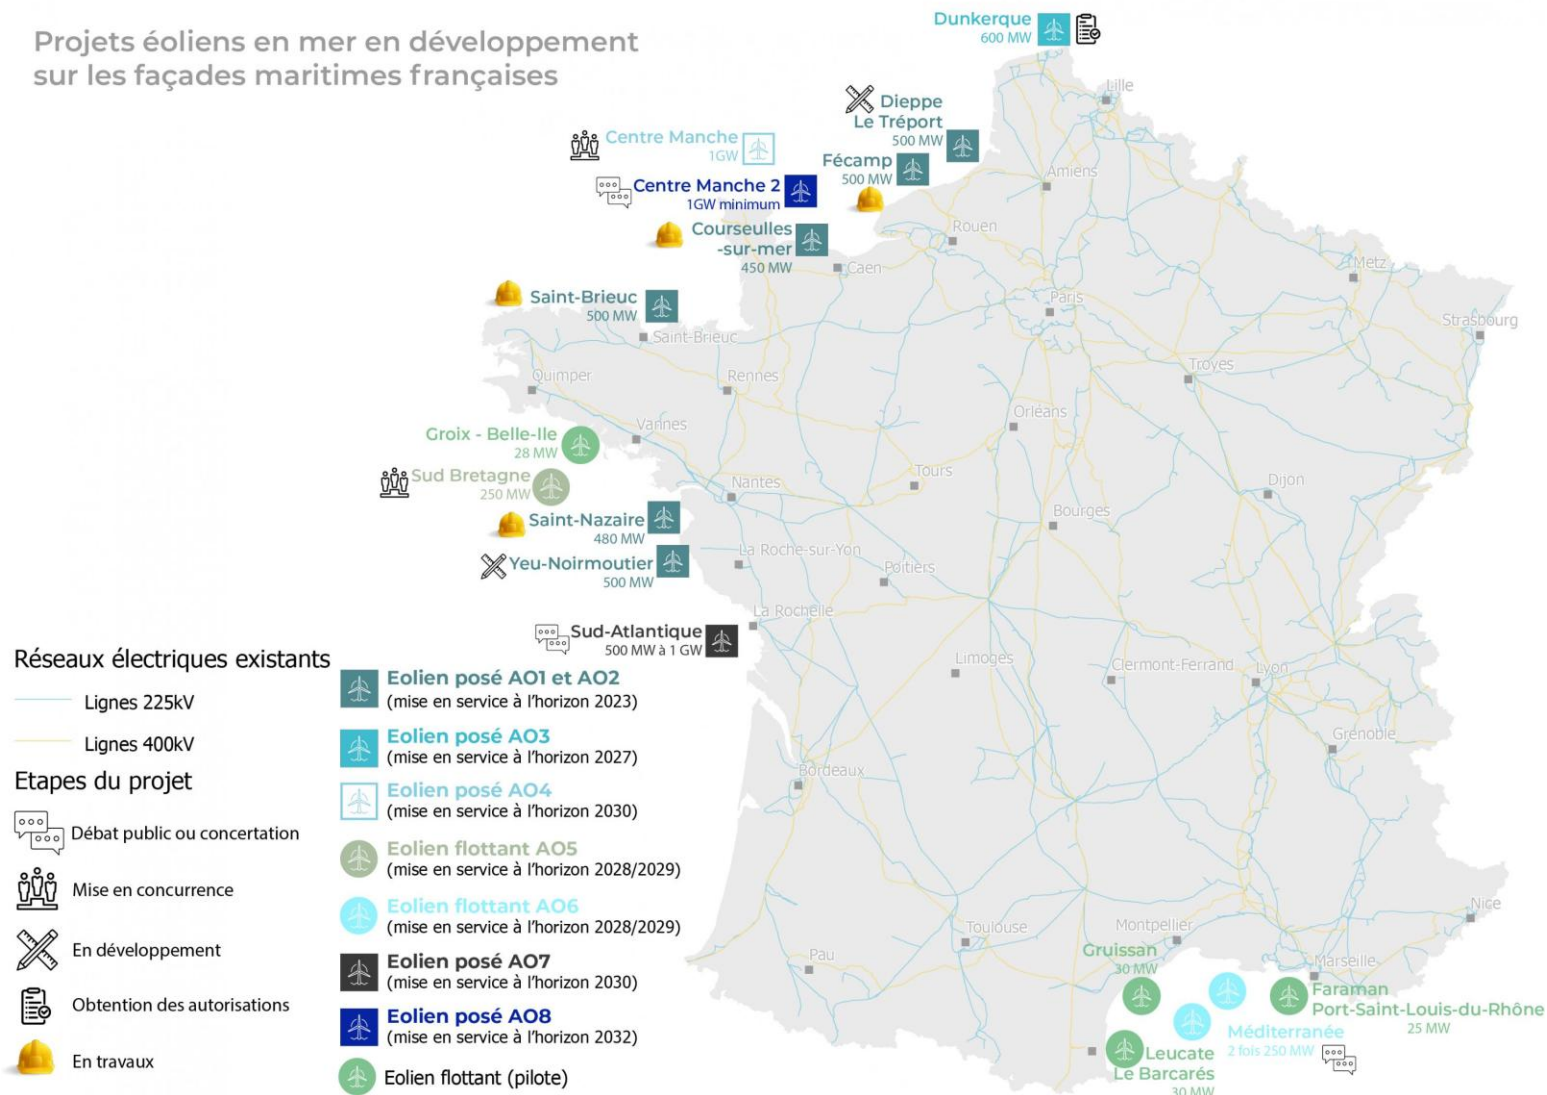 Projets éoliens en mer en développement
sur les façades maritimes françaises
Dunkerque
600 MW
Lille
Dieppe
Le Tréport
500 MW
Centre Manche
1GW
Fécamp
500 MW
Amiens
Centre Manche 2
1GW minimum
Courseulles
-sur-mer
450 MW
Rouen
Caen
Metz
Paris
Saint-Brieuc
500 MW
Saint-Brieuc
Strasbourg
Troyes
Quimper
Rennes
Orléans
Groix - Belle-Ile
28 MW
Vannes
Sud Bretagne
250 MW
Tours
Nantes
Dijon
Saint-Nazaire
480 MW
Bourges
Yeu-Noirmoutier
500 MW
La Roche-sur-Yon
Poitiers
La Rochelle
Sud-Atlantique
500 MW à 1 GW
Limoges
Clermont-Ferrand
Lyon
Grenoble
Bordeaux
Toulouse
Montpellier
Nice
Pau
Marseille
Gruissan
30 MW
Faraman
Port-Saint-Louis-du-Rhône
25 MW
Méditerranée
2 fois 250 MW
Leucate
Le Barcarés
30 MW
Réseaux électriques existants
Lignes 225kV
Lignes 400kV
Etapes du projet
Débat public ou concertation
Mise en concurrence
En développement
Obtention des autorisations
En travaux
Eolien posé AO1 et AO2
(mise en service à l'horizon 2023)
Eolien posé AO3
(mise en service à l'horizon 2027)
Eolien posé AO4
(mise en service à l'horizon 2030)
Eolien flottant AO5
(mise en service à l'horizon 2028/2029)
Eolien flottant AO6
(mise en service à l'horizon 2028/2029)
Eolien posé AO7
(mise en service à l'horizon 2030)
Eolien posé AO8
(mise en service à l'horizon 2032)
Eolien flottant (pilote)